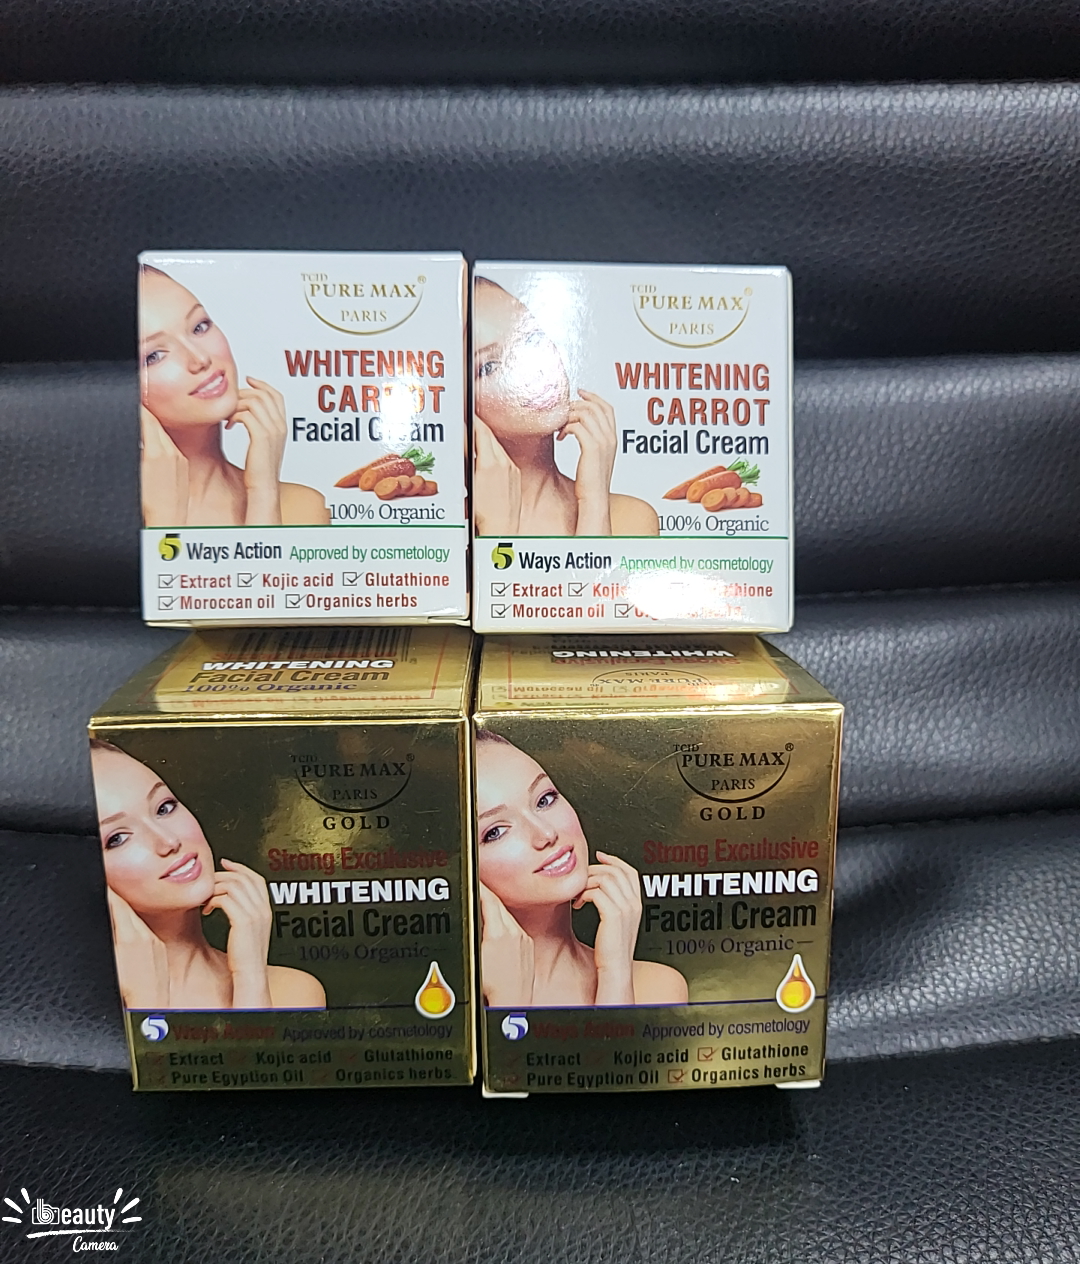 TCID
PURE MAX®
PARIS
WHITENING
Facial Cream
100% Organic
5 Ways Action Approved by cosmetology
Extract Kojic acid Glutathione
Moroccan oil Organics herbs
TCID
PURE MAX®
PARIS
WHITENING
CARROT
Facial Cream
100% Organic
5 Ways Action Approved by cosmetology
Extract
Moroccan oil
WHITENING
Facial Cream
100% Organic
WHITENING
PURE MAX
PARIS
TCID
PURE MAX®
PARIS
GOLD
Strong Exculusive
WHITENING
Facial Cream
100% Organic
5 Ways Action Approved by cosmetology
Extract Kojic acid Glutathione
Pure Egyption Oil Organics herbs
TCID
PURE MAX®
PARIS
GOLD
Strong Exculusive
WHITENING
Facial Cream
100% Organic
5 Ways Action Approved by cosmetology
Extract Kojic acid Glutathione
Pure Egyption Oil Organics herbs
beauty
Camera